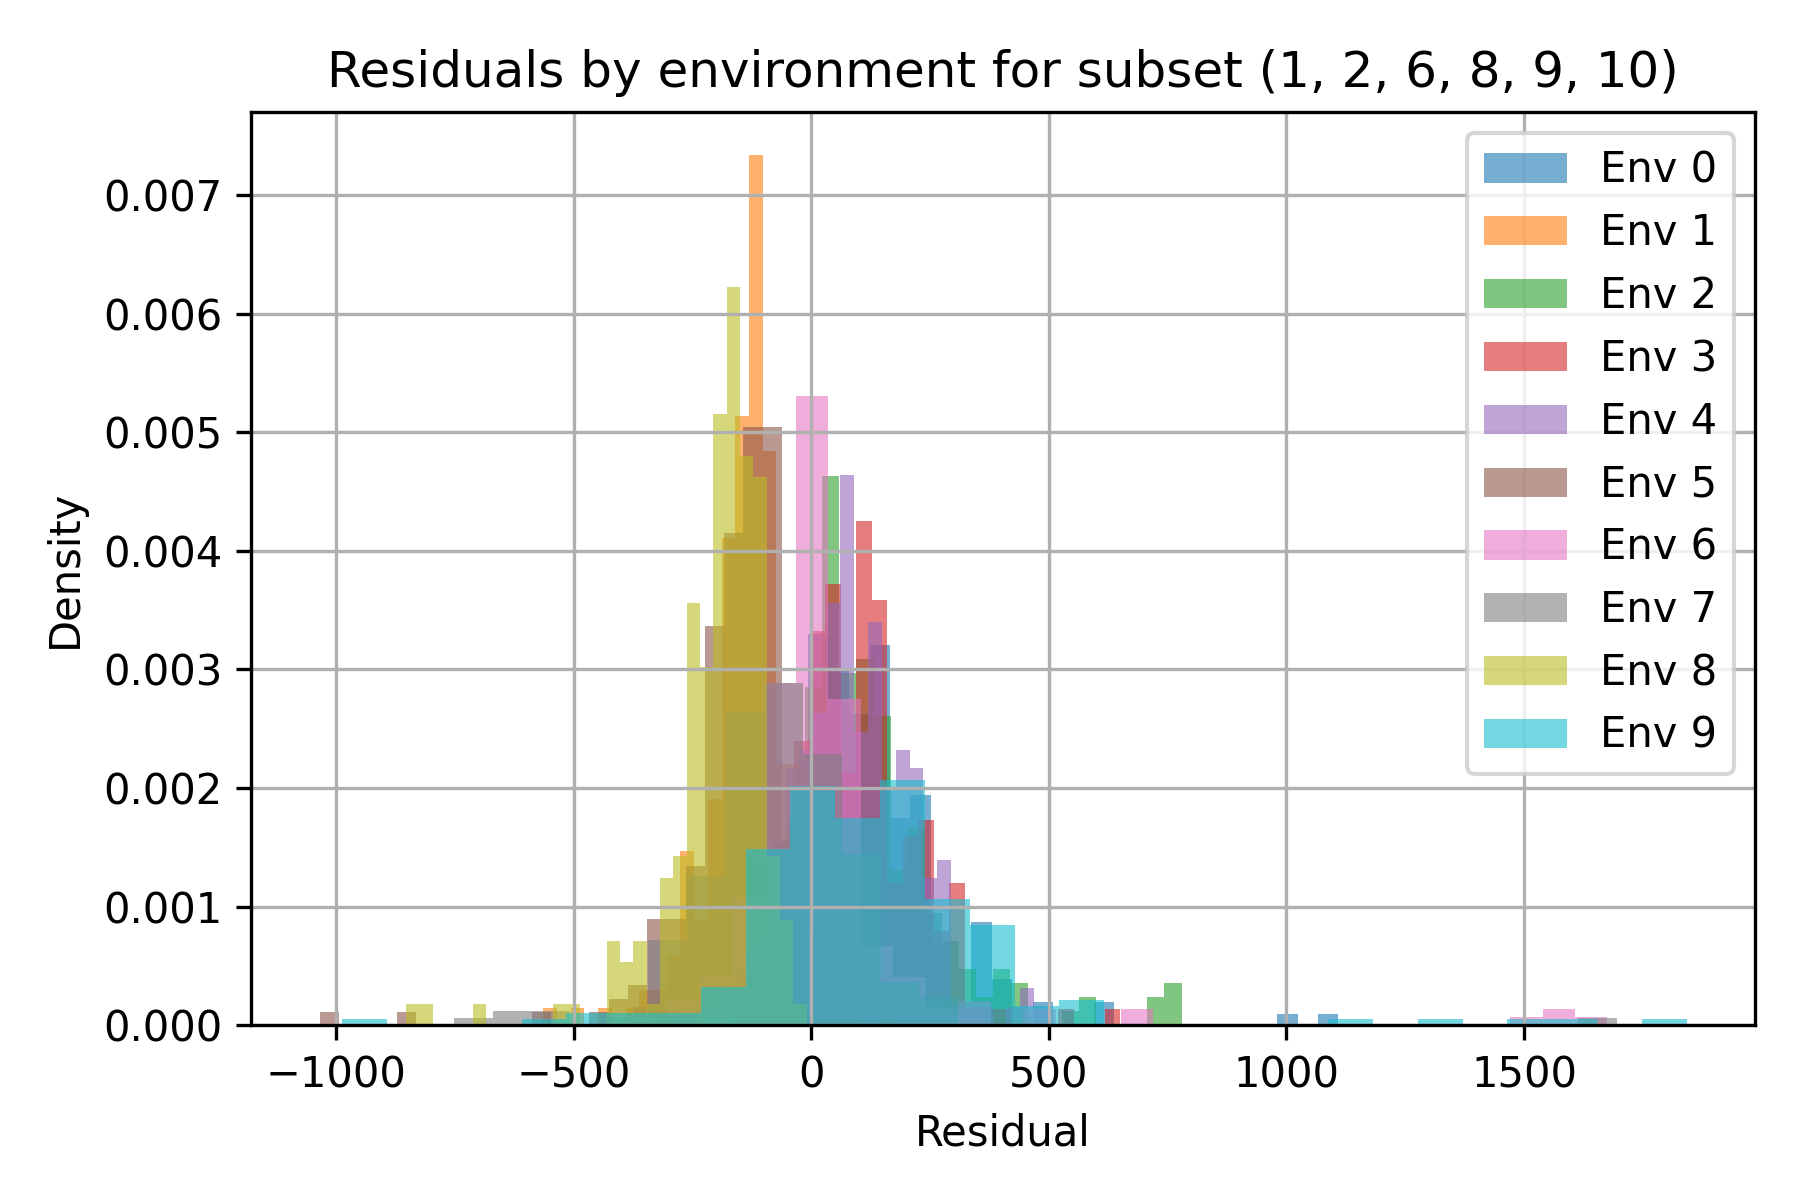 Residuals by environment for subset (1, 2, 6, 8, 9, 10)
0.007
0.006
0.005
0.004
0.003
0.002
0.001
0.000
Density
−1000
−500
0
500
1000
1500
Residual
Env 0
Env 1
Env 2
Env 3
Env 4
Env 5
Env 6
Env 7
Env 8
Env 9